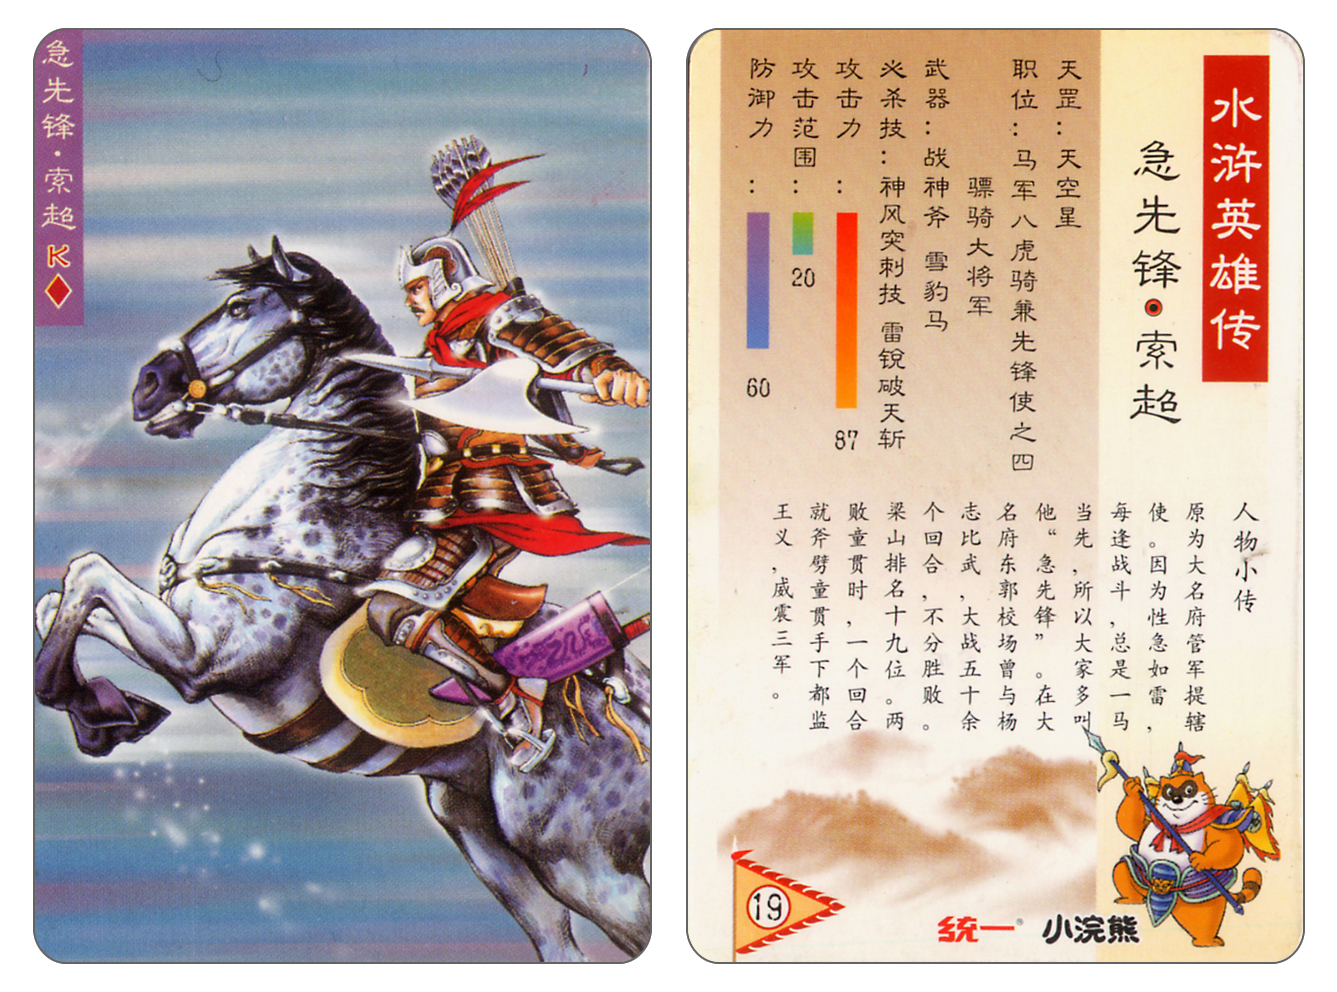 急先锋·索超
K
水浒英雄传
急先锋·索超
天罡：天空星
职位：马军八虎骑兼先锋使之四
骠骑大将军
武器：战神斧 雪豹马
必杀技：神风突刺技 雷锐破天斩
攻击力：
87
攻击范围：
20
防御力：
60
人物小传
原为大名府管军提辖
使。因为性急如雷，
每逢战斗，总是一马
当先，所以大家多叫
他“急先锋”。在大
名府东郭校场曾与杨
志比武，大战五十余
个回合，不分胜败。
梁山排名十九位。两
败童贯时，一个回合
就斧劈童贯手下都监
王义，威震三军。
19
统一® 小浣熊